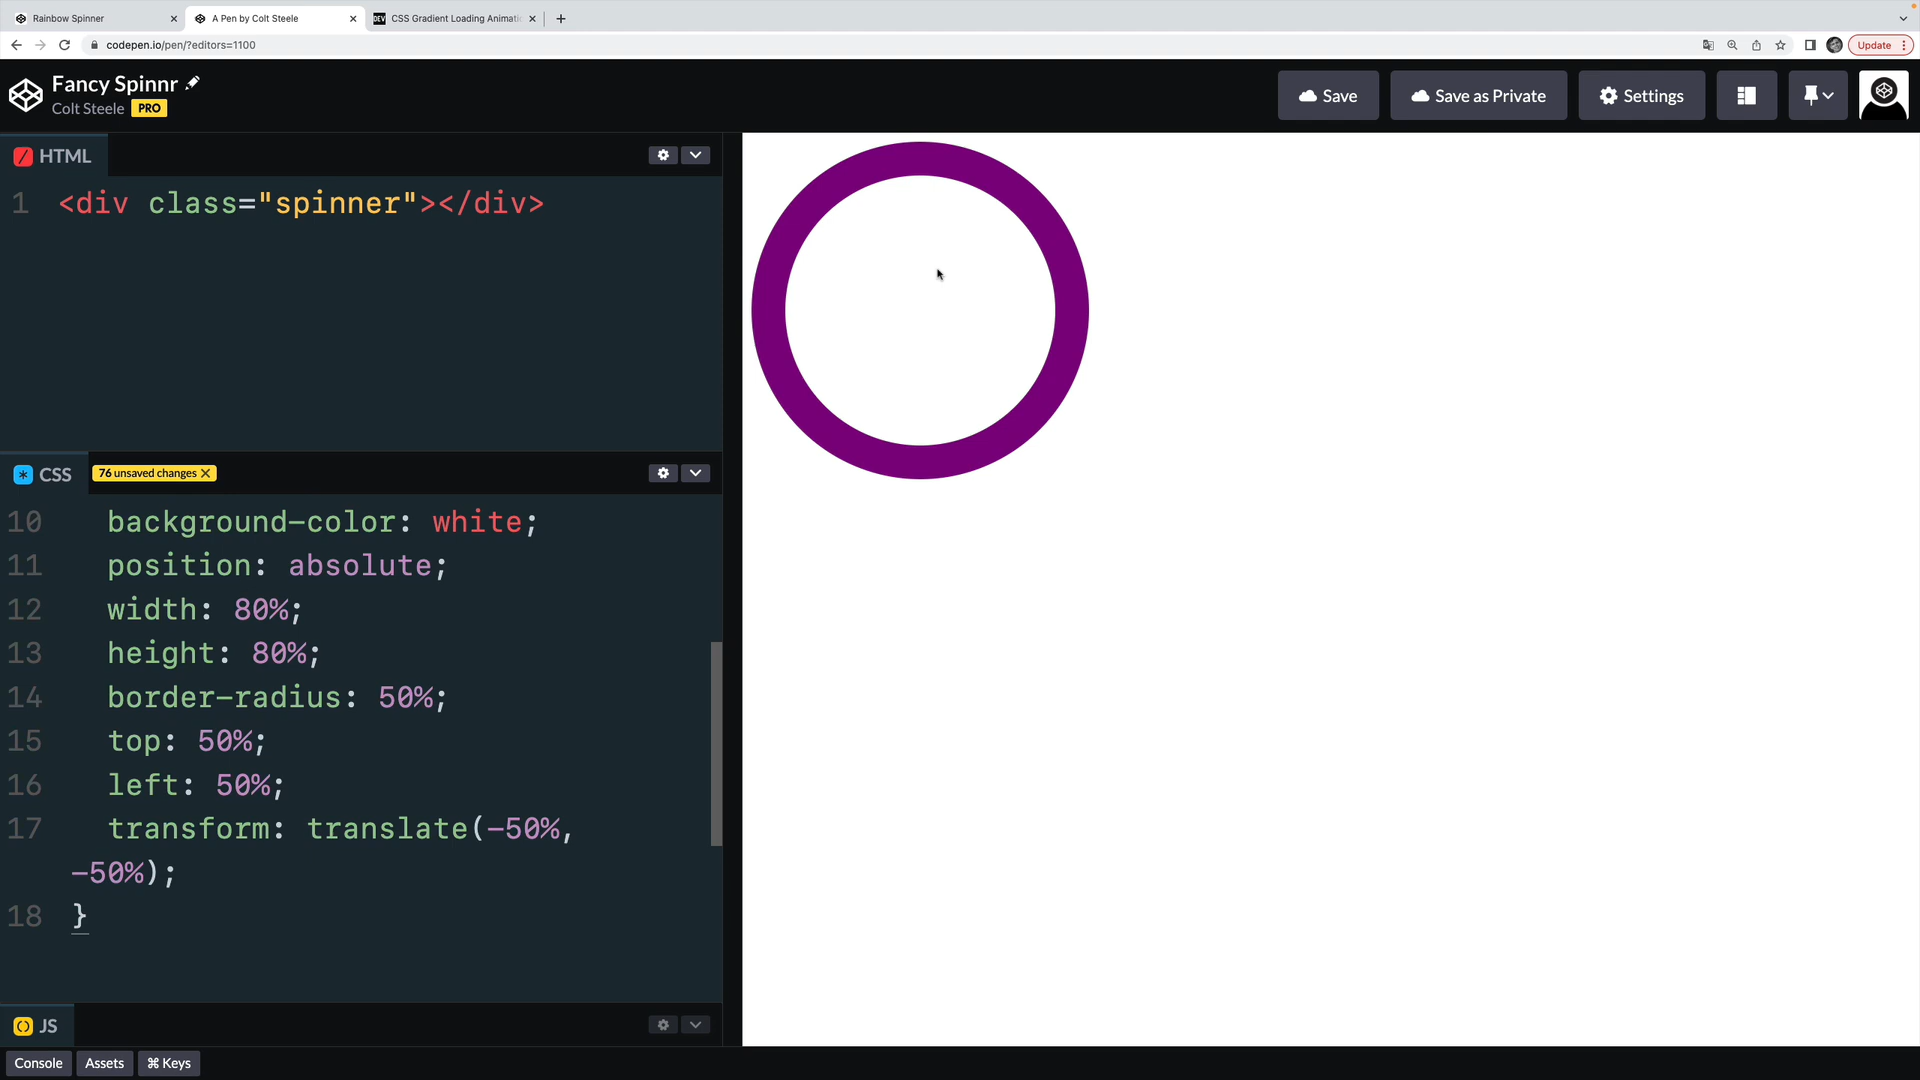 Rainbow Spinner
A Pen by Colt Steele
DEV CSS Gradient Loading Animati
codepen.io/pen/?editors=1100
Update
Fancy Spinnr
Colt Steele PRO
Save
Save as Private
Settings
HTML
1 <div class="spinner"></div>
CSS
76 unsaved changes
10 background-color: white;
11 position: absolute;
12 width: 80%;
13 height: 80%;
14 border-radius: 50%;
15 top: 50%;
16 left: 50%;
17 transform: translate(-50%,
-50%);
18 }
JS
Console
Assets
⌘ Keys